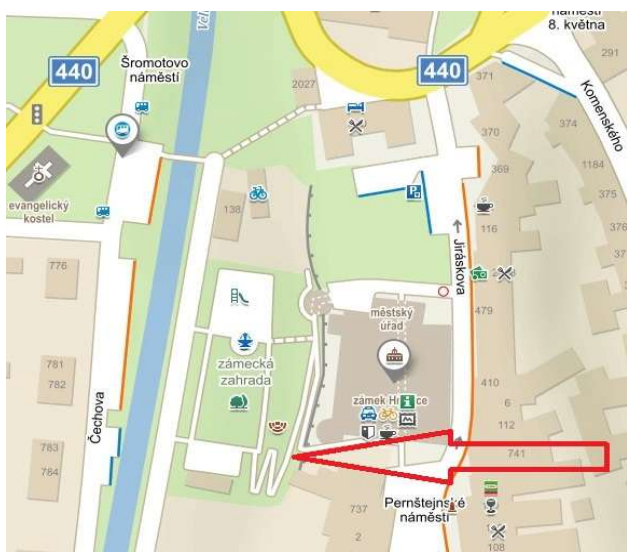 náměstí
8. května
440
Šromotovo
náměstí
440
2027
371
291
Komenského
370
374
369
1184
evangelický
kostel
138
116
375
376
Jiráskova
776
městský
úřad
479
377
zámecká
zahrada
781
782
zámek
410
6
Čechova
112
783
741
784
Pernštejnské
náměstí
737
2
108